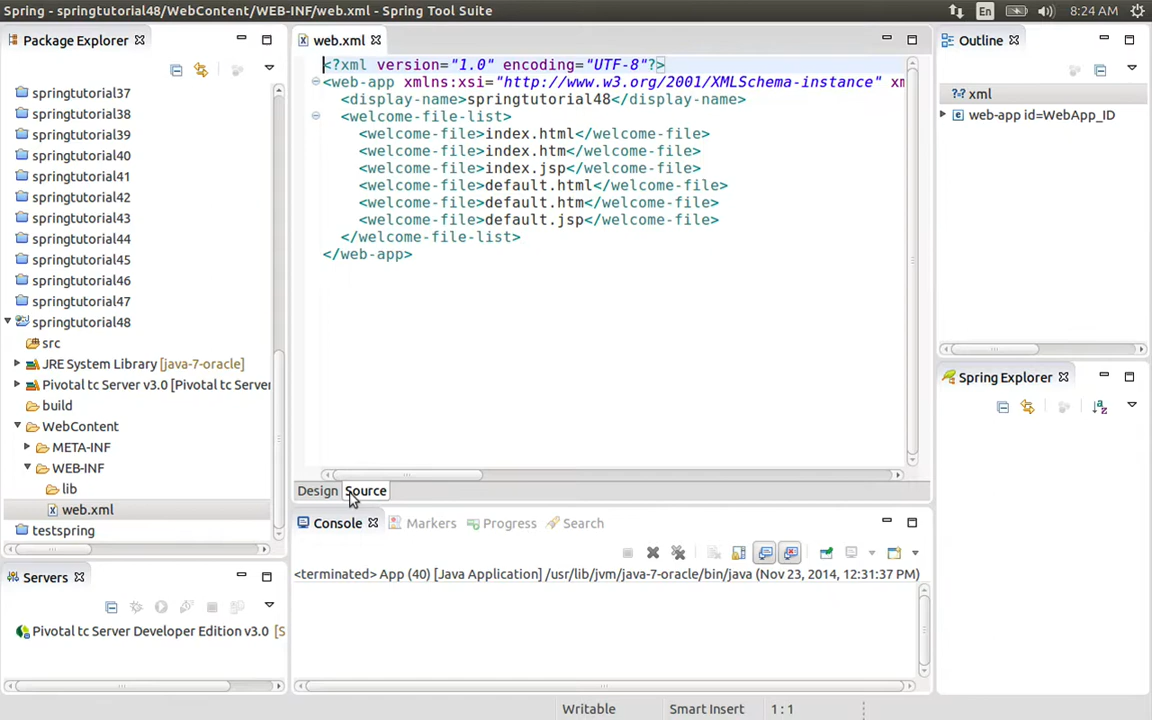 Spring - springtutorial48/WebContent/WEB-INF/web.xml - Spring Tool Suite
En
8:24 AM
Package Explorer
springtutorial37
springtutorial38
springtutorial39
springtutorial40
springtutorial41
springtutorial42
springtutorial43
springtutorial44
springtutorial45
springtutorial46
springtutorial47
springtutorial48
src
JRE System Library [java-7-oracle]
Pivotal tc Server v3.0 [Pivotal tc Server
build
WebContent
META-INF
WEB-INF
lib
web.xml
testspring
Servers
Pivotal tc Server Developer Edition v3.0 [S
web.xml
<?xml version="1.0" encoding="UTF-8"?>
<web-app xmlns:xsi="http://www.w3.org/2001/XMLSchema-instance" xm
<display-name>springtutorial48</display-name>
<welcome-file-list>
<welcome-file>index.html</welcome-file>
<welcome-file>index.htm</welcome-file>
<welcome-file>index.jsp</welcome-file>
<welcome-file>default.html</welcome-file>
<welcome-file>default.htm</welcome-file>
<welcome-file>default.jsp</welcome-file>
</welcome-file-list>
</web-app>
Design Source
Console Markers Progress Search
<terminated> App (40) [Java Application] /usr/lib/jvm/java-7-oracle/bin/java (Nov 23, 2014, 12:31:37 PM)
Outline
?-? xml
e web-app id=WebApp_ID
Spring Explorer
Writable Smart Insert 1 : 1